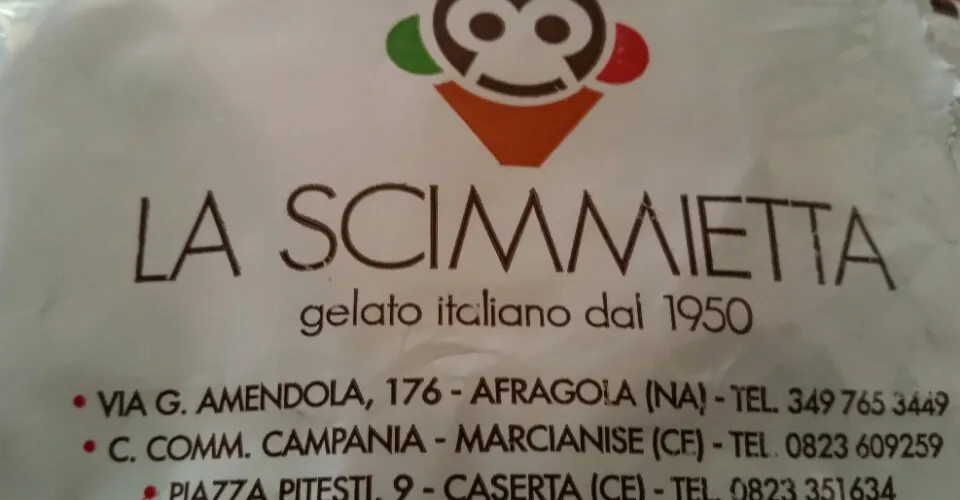 LA SCIMMIETTA
gelato italiano dal 1950
• VIA G. AMENDOLA, 176 - AFRAGOLA (NA) - TEL. 349 765 3449
• C. COMM. CAMPANIA - MARCIANISE (CE) - TEL. 0823 609259
• PIAZZA PITESTI, 9 - CASERTA (CE) - TEL. 0823 351634